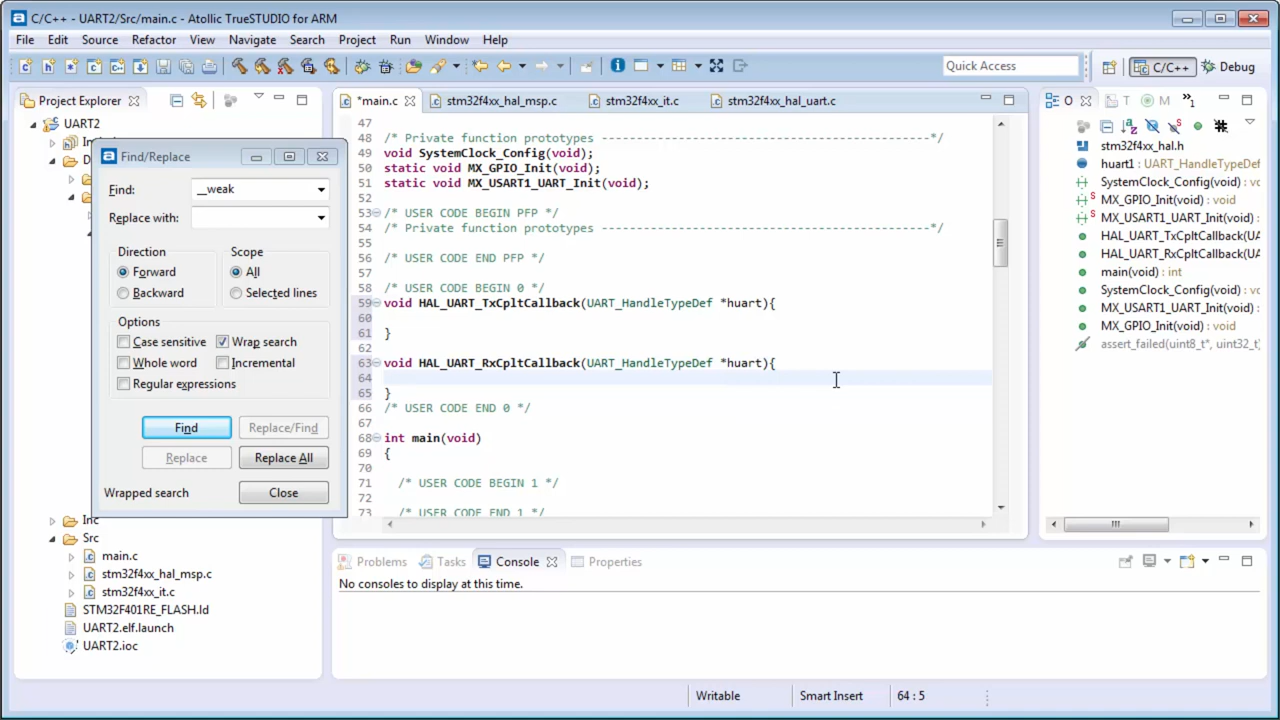 C/C++ - UART2/Src/main.c - Atollic TrueSTUDIO for ARM
File Edit Source Refactor View Navigate Search Project Run Window Help
Quick Access
C/C++
Debug
Project Explorer
UART2
D
Inc
Src
main.c
stm32f4xx_hal_msp.c
stm32f4xx_it.c
STM32F401RE_FLASH.ld
UART2.elf.launch
UART2.ioc
Find/Replace
Find: __weak
Replace with:
Direction
Forward
Backward
Scope
All
Selected lines
Options
Case sensitive
Wrap search
Whole word
Incremental
Regular expressions
Find
Replace/Find
Replace
Replace All
Wrapped search
Close
*main.c stm32f4xx_hal_msp.c stm32f4xx_it.c stm32f4xx_hal_uart.c
47
48 /* Private function prototypes -----------------------------------------------*/
49 void SystemClock_Config(void);
50 static void MX_GPIO_Init(void);
51 static void MX_USART1_UART_Init(void);
52
53 /* USER CODE BEGIN PFP */
54 /* Private function prototypes -----------------------------------------------*/
55
56 /* USER CODE END PFP */
57
58 /* USER CODE BEGIN 0 */
59 void HAL_UART_TxCpltCallback(UART_HandleTypeDef *huart){
60
61 }
62
63 void HAL_UART_RxCpltCallback(UART_HandleTypeDef *huart){
64
65 }
66 /* USER CODE END 0 */
67
68 int main(void)
69 {
70
71 /* USER CODE BEGIN 1 */
72
73 /* USER CODE END 1 */
O T M »1
stm32f4xx_hal.h
huart1 : UART_HandleTypeDef
SystemClock_Config(void) : vo
MX_GPIO_Init(void) : void
MX_USART1_UART_Init(void) :
HAL_UART_TxCpltCallback(UA
HAL_UART_RxCpltCallback(UA
main(void) : int
SystemClock_Config(void) : vo
MX_USART1_UART_Init(void) :
MX_GPIO_Init(void) : void
assert_failed(uint8_t*, uint32_t)
Problems Tasks Console Properties
No consoles to display at this time.
Writable Smart Insert 64 : 5